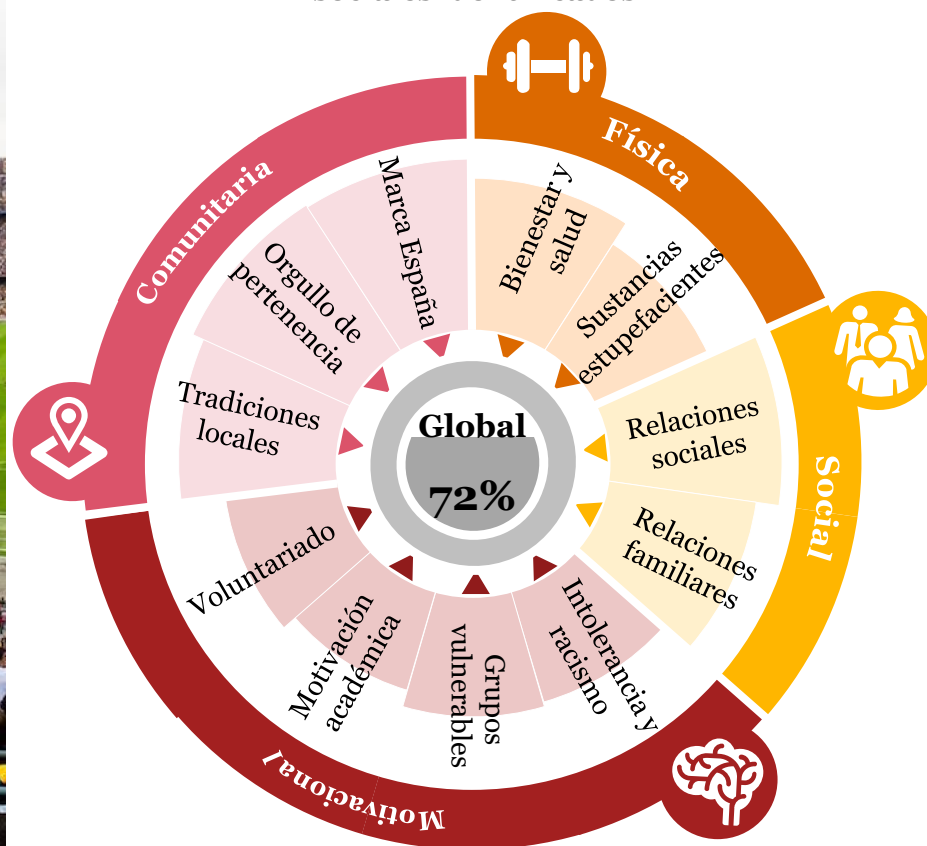 Física
Bienestar y
salud
Sustancias
estupefacientes
Social
Relaciones
sociales
Relaciones
familiares
Motivacional
Intolerancia y
racismo
Grupos
vulnerables
Motivación
académica
Voluntariado
Comunitaria
Tradiciones
locales
Orgullo de
pertenencia
Marca España
Global
72%